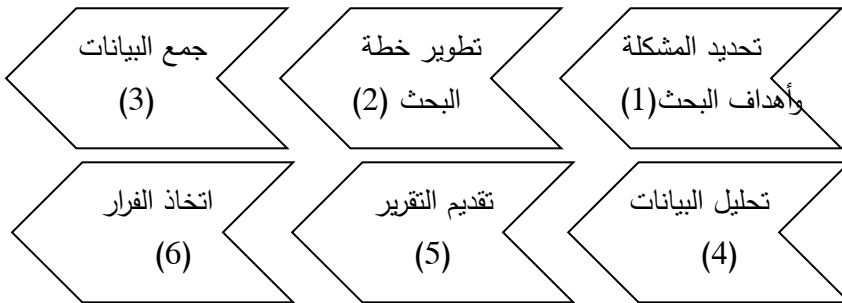 تحديد المشكلة
وأهداف البحث(1)
تطوير خطة
البحث (2)
جمع البيانات
(3)
تحليل البيانات
(4)
تقديم التقرير
(5)
اتخاذ الفرار
(6)